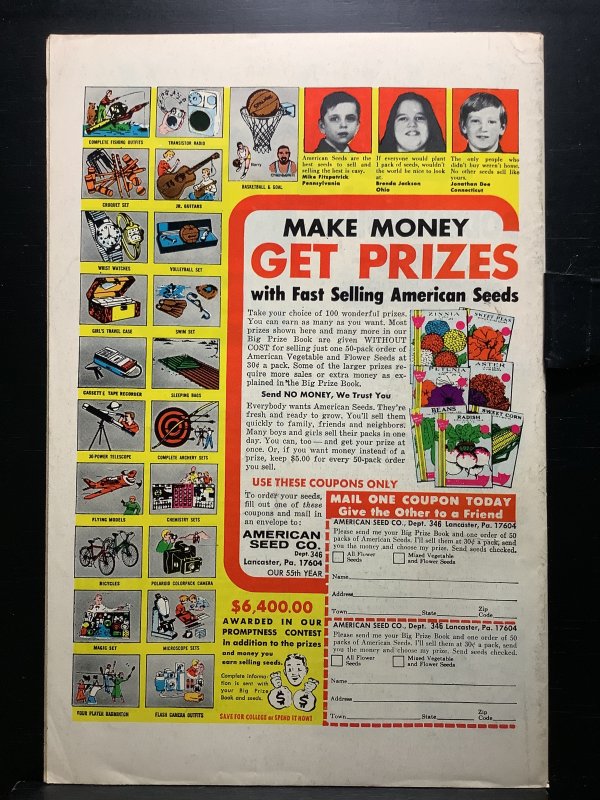 COMPLETE FISHING OUTFITS
TRANSISTOR RADIO
SPALDING
Barry
Chamberlain
BASKETBALL & GOAL
CROQUET SET
JR. GUITARS
WRIST WATCHES
VOLLEYBALL SET
GIRL'S TRAVEL CASE
SWIM SET
CASSETTE TAPE RECORDER
SLEEPING BAGS
30 POWER TELESCOPE
COMPLETE ARCHERY SETS
FLYING MODELS
CHEMISTRY SETS
BICYCLES
POLAROID COLORPACK CAMERA
MAGIC SET
MICROSCOPE SETS
FOUR PLAYER BADMINTON
FLASH CAMERA OUTFITS
American Seeds are the
best seeds to sell and
selling the best is easy.
Mike Fitzpatrick
Pennsylvania
If everyone would plant
1 pack of seeds, wouldn't
the world be nice to look
at.
Brenda Jackson
Ohio
The only people who
didn't buy weren't home.
No other seeds sell like
yours.
Jonathan Dee
Connecticut
MAKE MONEY
GET PRIZES
with Fast Selling American Seeds
Take your choice of 100 wonderful prizes.
You can earn as many as you want. Most
prizes shown here and many more in our
Big Prize Book are given WITHOUT
COST for selling just one 50-pack order of
American Vegetable and Flower Seeds at
30¢ a pack. Some of the larger prizes re-
quire more sales or extra money as ex-
plained in the Big Prize Book.
Send NO MONEY, We Trust You
Everybody wants American Seeds. They're
fresh and ready to grow. You'll sell them
quickly to family, friends and neighbors.
Many boys and girls sell their packs in one
day. You can, too — and get your prize at
once. Or, if you want money instead of a
prize, keep $5.00 for every 50-pack order
you sell.
ZINNIA
SWEET PEAS
PETUNIA
ASTER
BEANS
RADISH
SWEET CORN
USE THESE COUPONS ONLY
To order your seeds,
fill out one of these
coupons and mail in
an envelope to:
AMERICAN
SEED CO.
Dept. 346
Lancaster, Pa. 17604
OUR 55th YEAR
$6,400.00
AWARDED IN OUR
PROMPTNESS CONTEST
in addition to the prizes
and money you
earn selling seeds.
Complete informa-
tion is sent with
your Big Prize
Book and seeds.
$ $
SAVE FOR COLLEGE or SPEND IT NOW!
MAIL ONE COUPON TODAY
Give the Other to a Friend
AMERICAN SEED CO., Dept. 346 Lancaster, Pa. 17604
Please send me your Big Prize Book and one order of 50
packs of American Seeds. I'll sell them at 30¢ a pack, send
you the money and choose my prize. Send seeds checked.
All Flower Seeds
Mixed Vegetable and Flower Seeds
Name
Address
Town State Zip Code
AMERICAN SEED CO., Dept. 346 Lancaster, Pa. 17604
Please send me your Big Prize Book and one order of 50
packs of American Seeds. I'll sell them at 30¢ a pack, send
you the money and choose my prize. Send seeds checked.
All Flower Seeds
Mixed Vegetable and Flower Seeds
Name
Address
Town State Zip Code